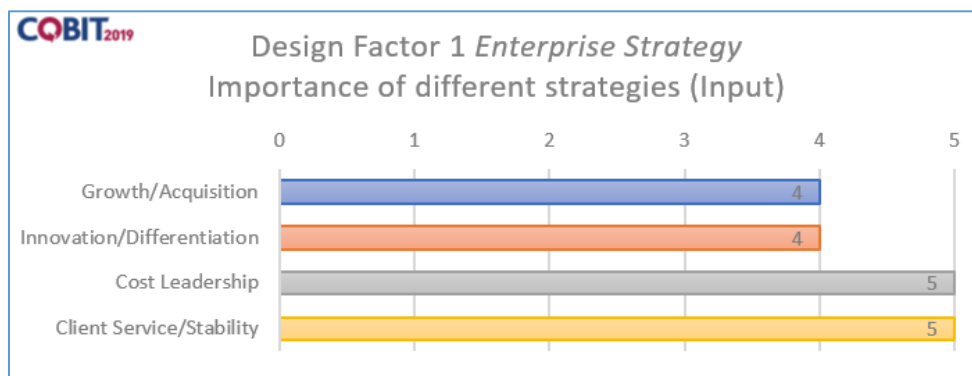 COBIT2019
Design Factor 1 Enterprise Strategy
Importance of different strategies (Input)
0 1 2 3 4 5
Growth/Acquisition 4
Innovation/Differentiation 4
Cost Leadership 5
Client Service/Stability 5